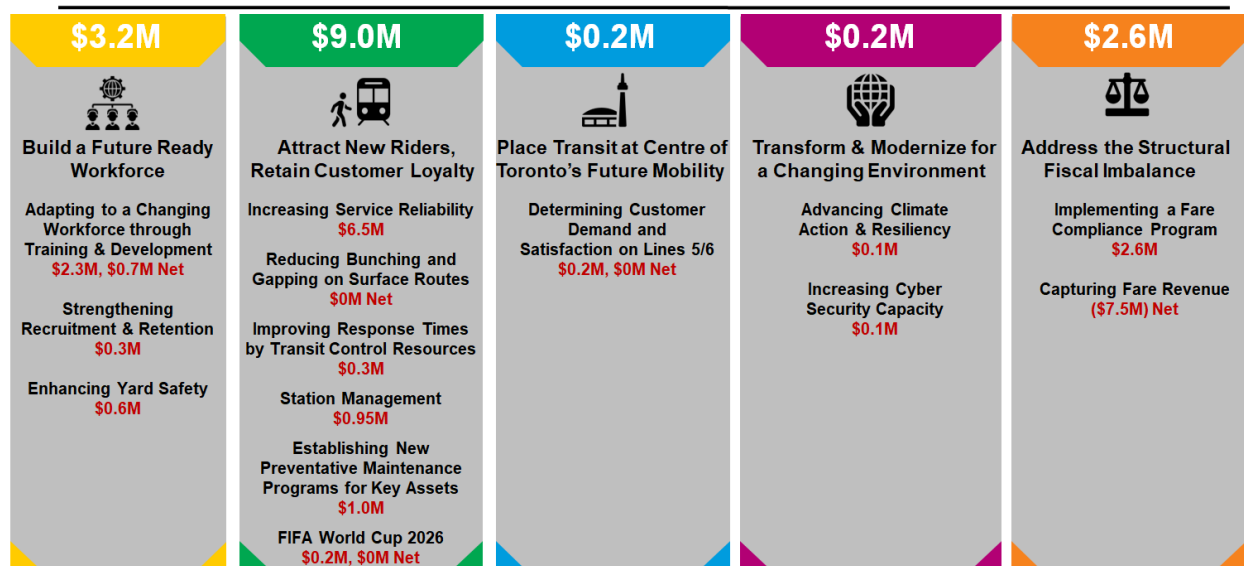 $3.2M
Build a Future Ready
Workforce
Adapting to a Changing
Workforce through
Training & Development
$2.3M, $0.7M Net
Strengthening
Recruitment & Retention
$0.3M
Enhancing Yard Safety
$0.6M
$9.0M
Attract New Riders,
Retain Customer Loyalty
Increasing Service Reliability
$6.5M
Reducing Bunching and
Gapping on Surface Routes
$0M Net
Improving Response Times
by Transit Control Resources
$0.3M
Station Management
$0.95M
Establishing New
Preventative Maintenance
Programs for Key Assets
$1.0M
FIFA World Cup 2026
$0.2M, $0M Net
$0.2M
Place Transit at Centre of
Toronto's Future Mobility
Determining Customer
Demand and
Satisfaction on Lines 5/6
$0.2M, $0M Net
$0.2M
Transform & Modernize for
a Changing Environment
Advancing Climate
Action & Resiliency
$0.1M
Increasing Cyber
Security Capacity
$0.1M
$2.6M
Address the Structural
Fiscal Imbalance
Implementing a Fare
Compliance Program
$2.6M
Capturing Fare Revenue
($7.5M) Net